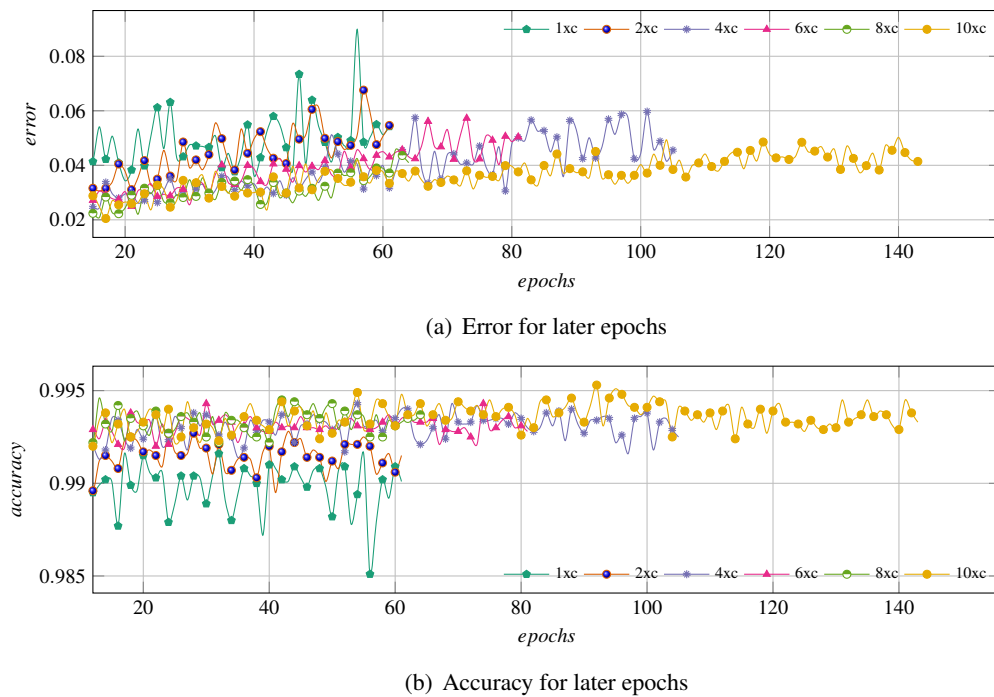 1xc 2xc 4xc 6xc 8xc 10xc
0.08
0.06
0.04
0.02
error
20 40 60 80 100 120 140
epochs
(a) Error for later epochs
0.995
0.99
0.985
accuracy
1xc 2xc 4xc 6xc 8xc 10xc
20 40 60 80 100 120 140
epochs
(b) Accuracy for later epochs